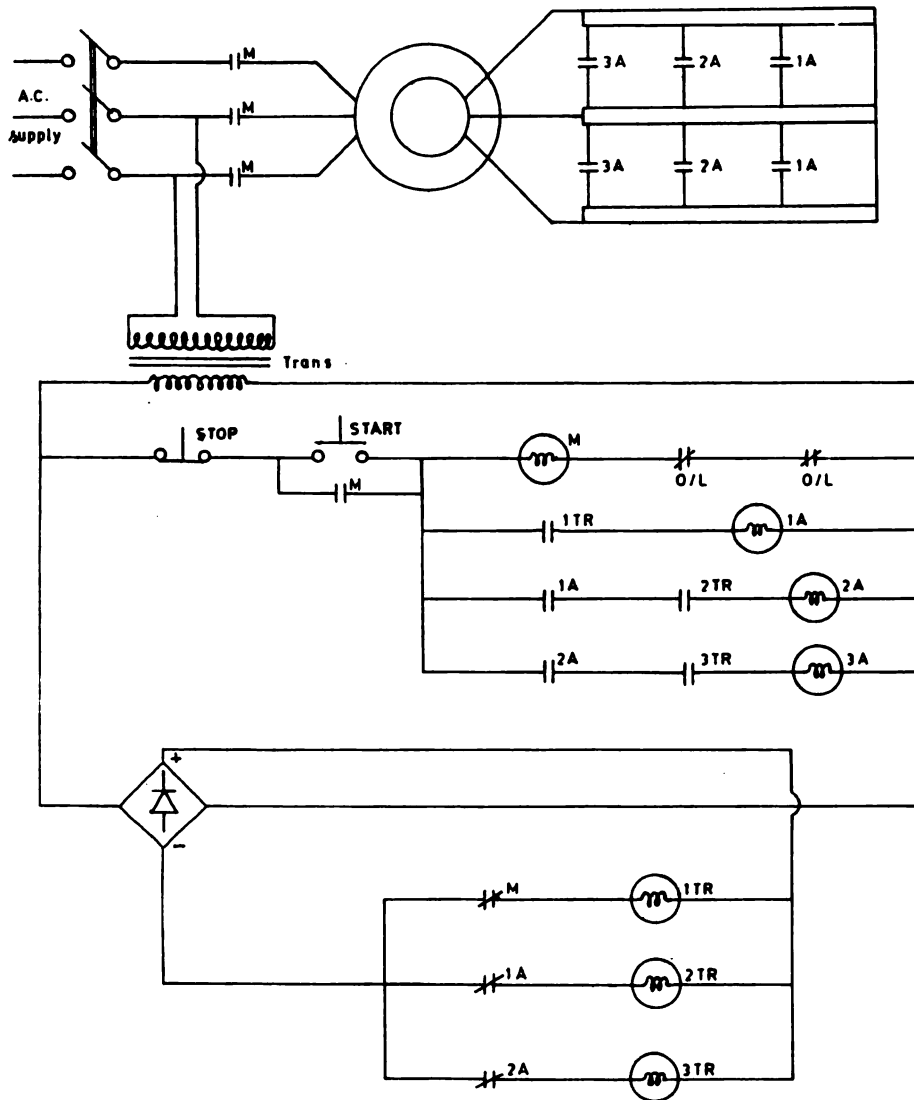 M
3A 2A 1A
A.C.
M
supply
M
3A 2A 1A
Trans
STOP
START
M
M
O/L O/L
1TR 1A
1A 2TR 2A
2A 3TR 3A
+
-
M 1TR
1A 2TR
2A 3TR